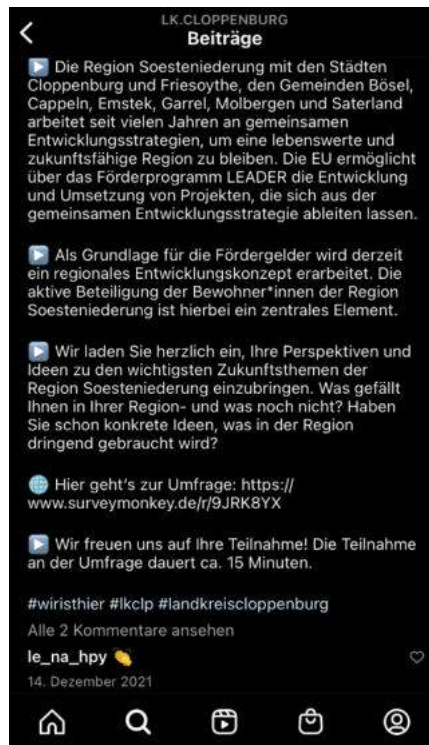 LK.CLOPPENBURG
Beiträge
Die Region Soesteniederung mit den Städten
Cloppenburg und Friesoythe, den Gemeinden Bösel,
Cappeln, Emstek, Garrel, Molbergen und Saterland
arbeitet seit vielen Jahren an gemeinsamen
Entwicklungsstrategien, um eine lebenswerte und
zukunftsfähige Region zu bleiben. Die EU ermöglicht
über das Förderprogramm LEADER die Entwicklung
und Umsetzung von Projekten, die sich aus der
gemeinsamen Entwicklungsstrategie ableiten lassen.
Als Grundlage für die Fördergelder wird derzeit
ein regionales Entwicklungskonzept erarbeitet. Die
aktive Beteiligung der Bewohner*innen der Region
Soesteniederung ist hierbei ein zentrales Element.
Wir laden Sie herzlich ein, Ihre Perspektiven und
Ideen zu den wichtigsten Zukunftsthemen der
Region Soesteniederung einzubringen. Was gefällt
Ihnen in Ihrer Region- und was noch nicht? Haben
Sie schon konkrete Ideen, was in der Region
dringend gebraucht wird?
Hier geht's zur Umfrage: https://
www.surveymonkey.de/r/9JRK8YX
Wir freuen uns auf Ihre Teilnahme! Die Teilnahme
an der Umfrage dauert ca. 15 Minuten.
#wiristhier #lkclp #landkreiscloppenburg
Alle 2 Kommentare ansehen
le_na_hpy 👏
14. Dezember 2021